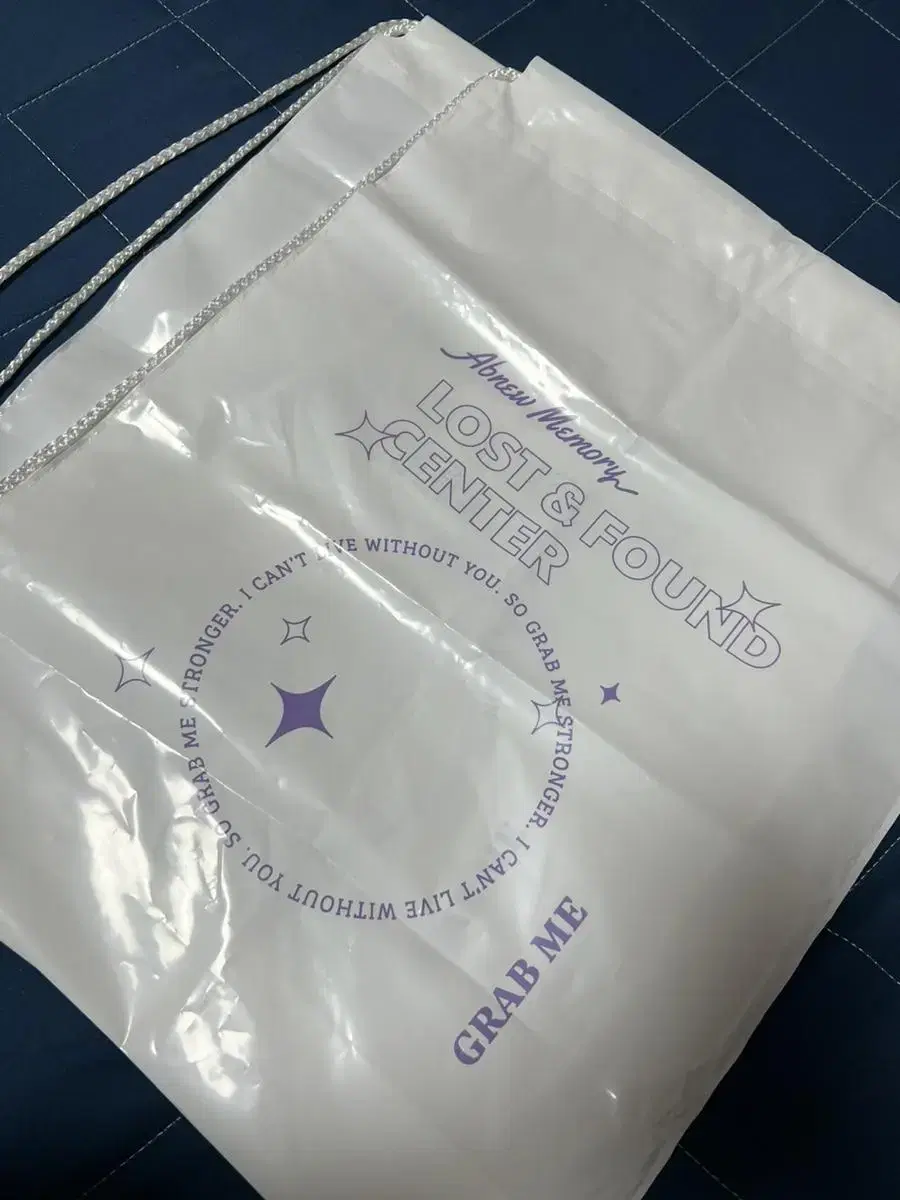 Abnew Memory
LOST & FOUND
CENTER
I CAN'T LIVE WITHOUT YOU. SO GRAB ME STRONGER. I CAN'T LIVE WITHOUT YOU. SO GRAB ME STRONGER.
GRAB ME